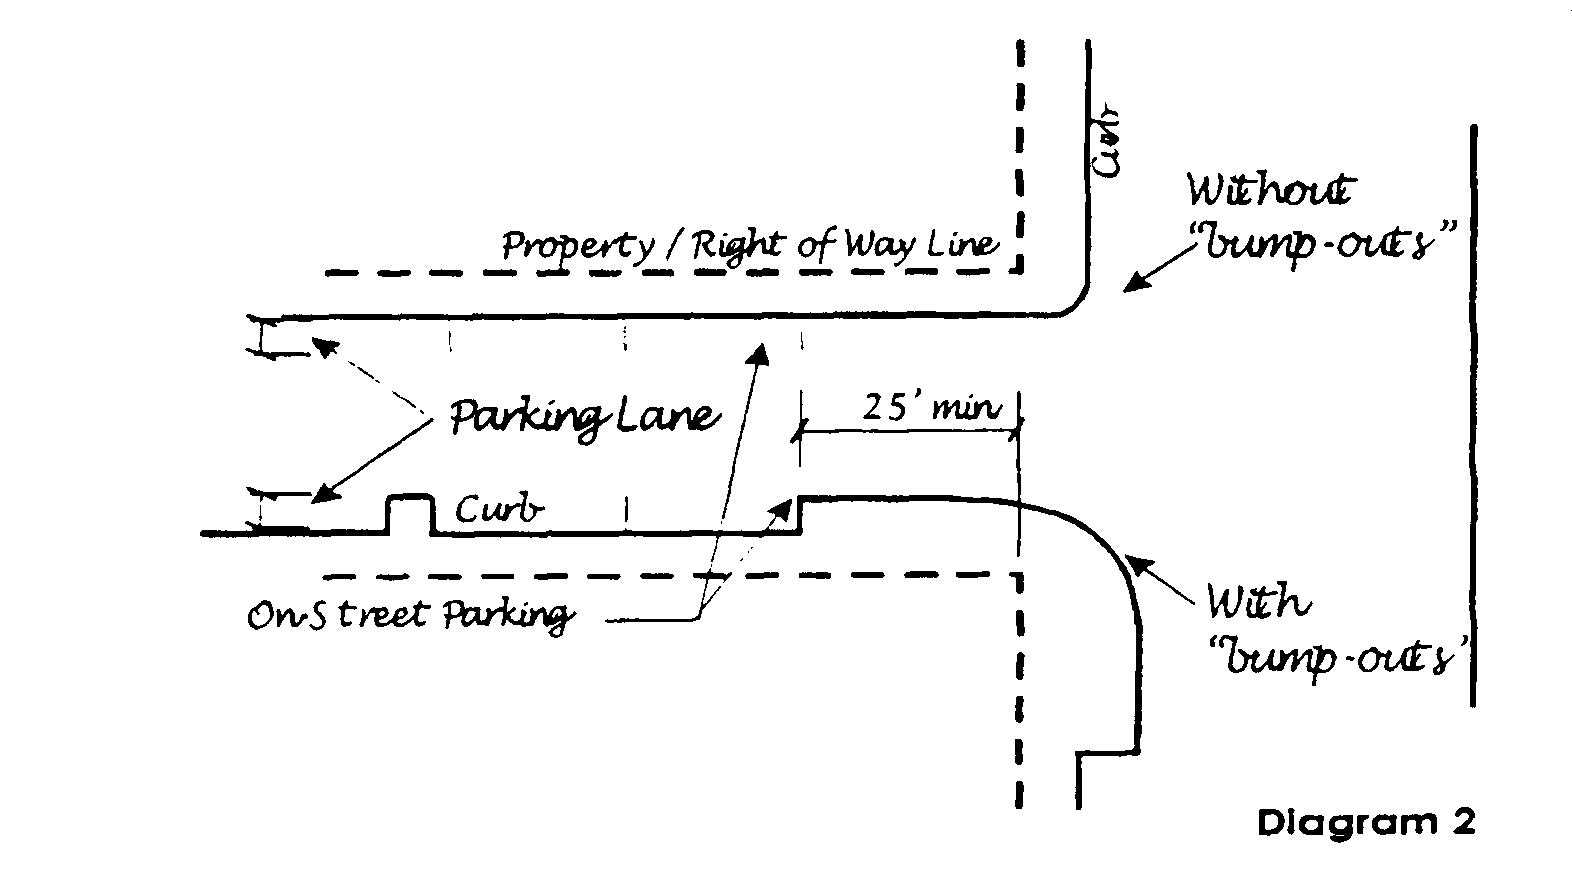 Curb
Without
"bump-outs"
Property / Right of Way Line
25' min
Parking Lane
Curb
On-Street Parking
With
"bump-outs'
Diagram 2